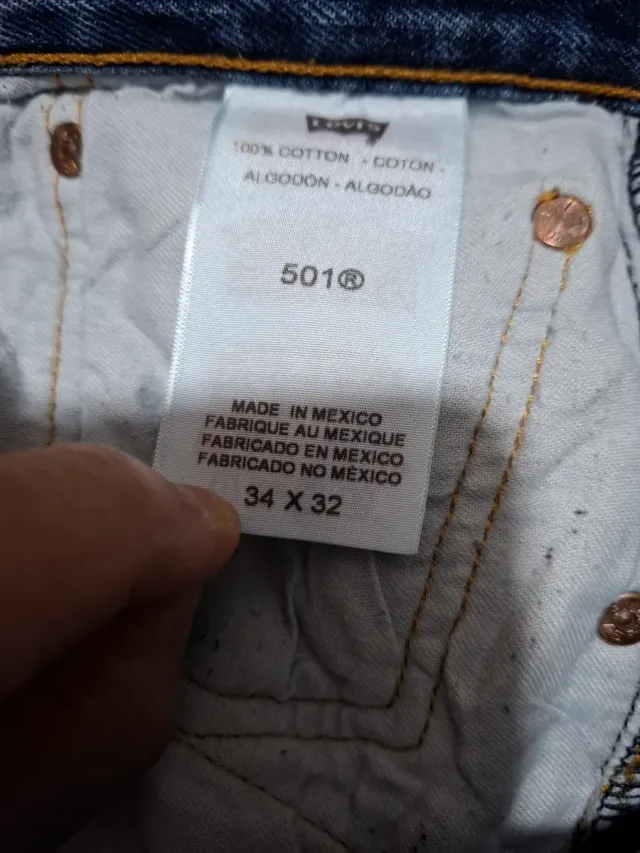 Levi's
100% COTTON - COTON -
ALGODÓN - ALGODÃO
501®
MADE IN MEXICO
FABRIQUE AU MEXIQUE
FABRICADO EN MEXICO
FABRICADO NO MÉXICO
34 X 32